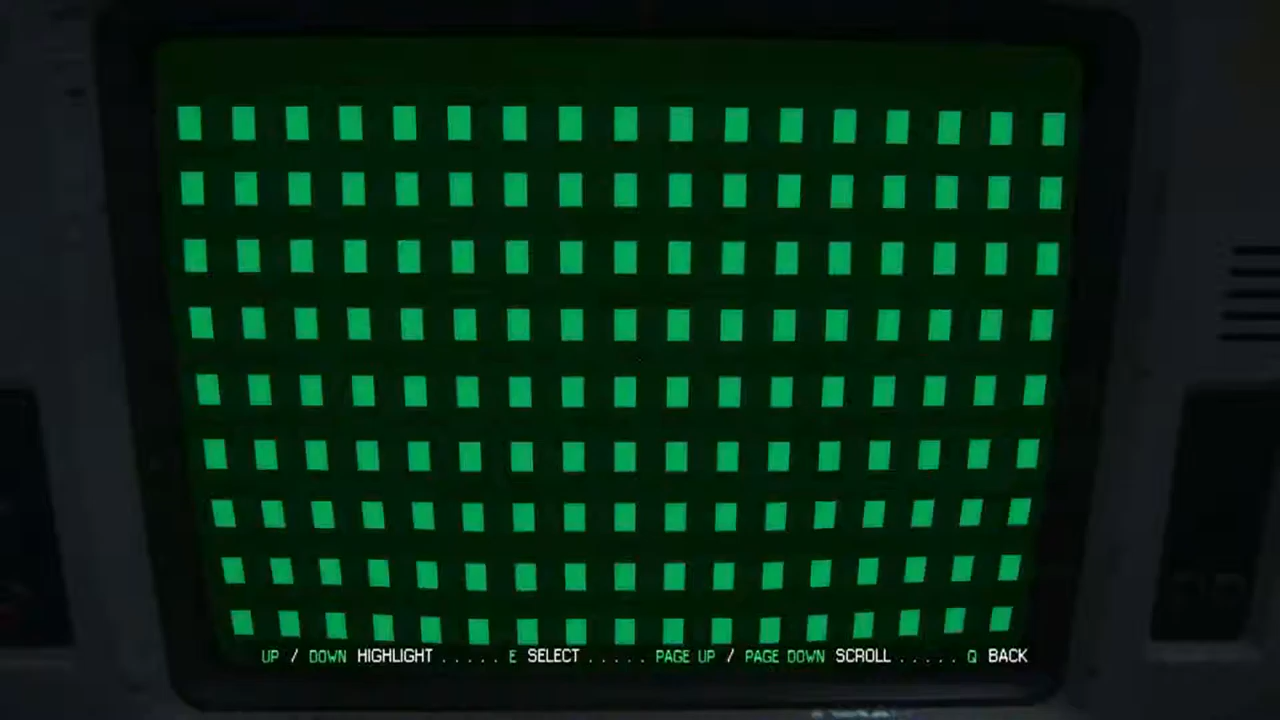 UP / DOWN HIGHLIGHT ..... E SELECT ..... PAGE UP / PAGE DOWN SCROLL ..... Q BACK